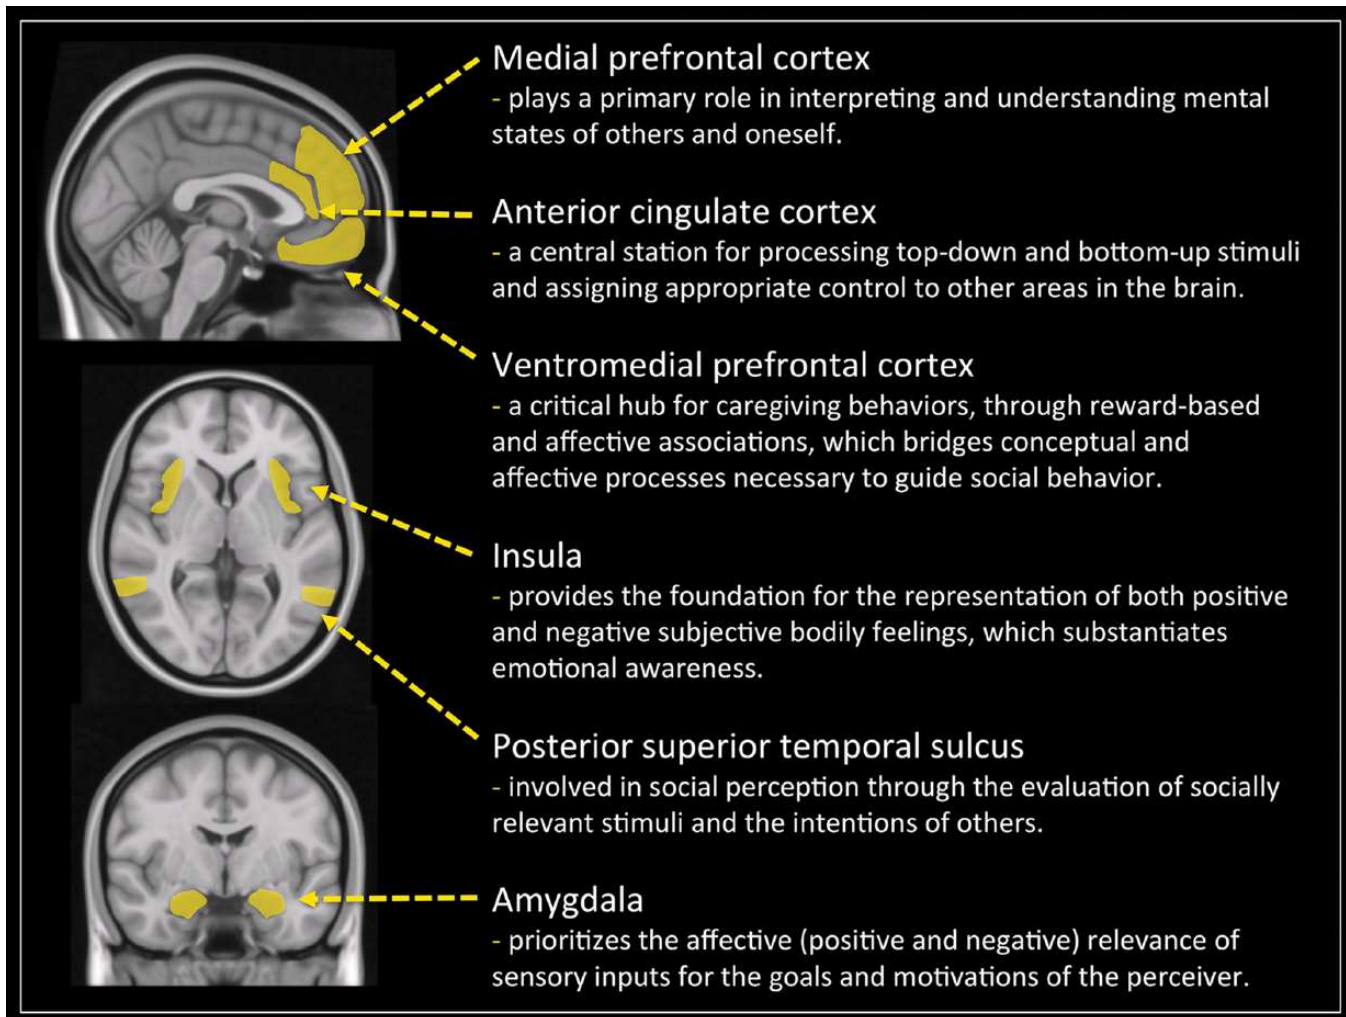 Medial prefrontal cortex
- plays a primary role in interpreting and understanding mental
states of others and oneself.
Anterior cingulate cortex
- a central station for processing top-down and bottom-up stimuli
and assigning appropriate control to other areas in the brain.
Ventromedial prefrontal cortex
- a critical hub for caregiving behaviors, through reward-based
and affective associations, which bridges conceptual and
affective processes necessary to guide social behavior.
Insula
- provides the foundation for the representation of both positive
and negative subjective bodily feelings, which substantiates
emotional awareness.
Posterior superior temporal sulcus
- involved in social perception through the evaluation of socially
relevant stimuli and the intentions of others.
Amygdala
- prioritizes the affective (positive and negative) relevance of
sensory inputs for the goals and motivations of the perceiver.